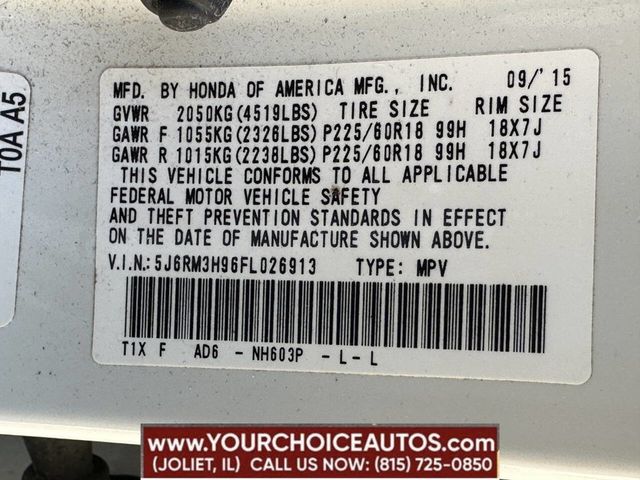 MFD. BY HONDA OF AMERICA MFG., INC. 09/'15
GVWR 2050KG(4519LBS) TIRE SIZE RIM SIZE
GAWR F 1055KG(2326LBS) P225/60R18 99H 18X7J
GAWR R 1015KG(2238LBS) P225/60R18 99H 18X7J
THIS VEHICLE CONFORMS TO ALL APPLICABLE
FEDERAL MOTOR VEHICLE SAFETY
AND THEFT PREVENTION STANDARDS IN EFFECT
ON THE DATE OF MANUFACTURE SHOWN ABOVE.
V.I.N.:5J6RM3H96FL026913 TYPE: MPV
T1X F AD6 - NH603P - L - L
T0A A5
WWW.YOURCHOICEAUTOS.COM
(JOLIET, IL) CALL US NOW: (815) 725-0850